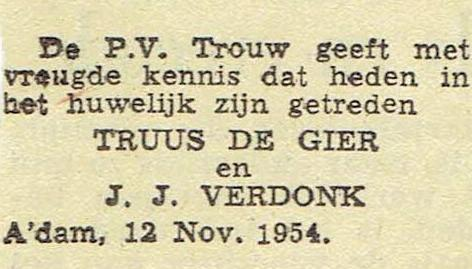 De P.V. Trouw geeft met
vreugde kennis dat heden in
het huwelijk zijn getreden
TRUUS DE GIER
en
J. J. VERDONK
A'dam, 12 Nov. 1954.